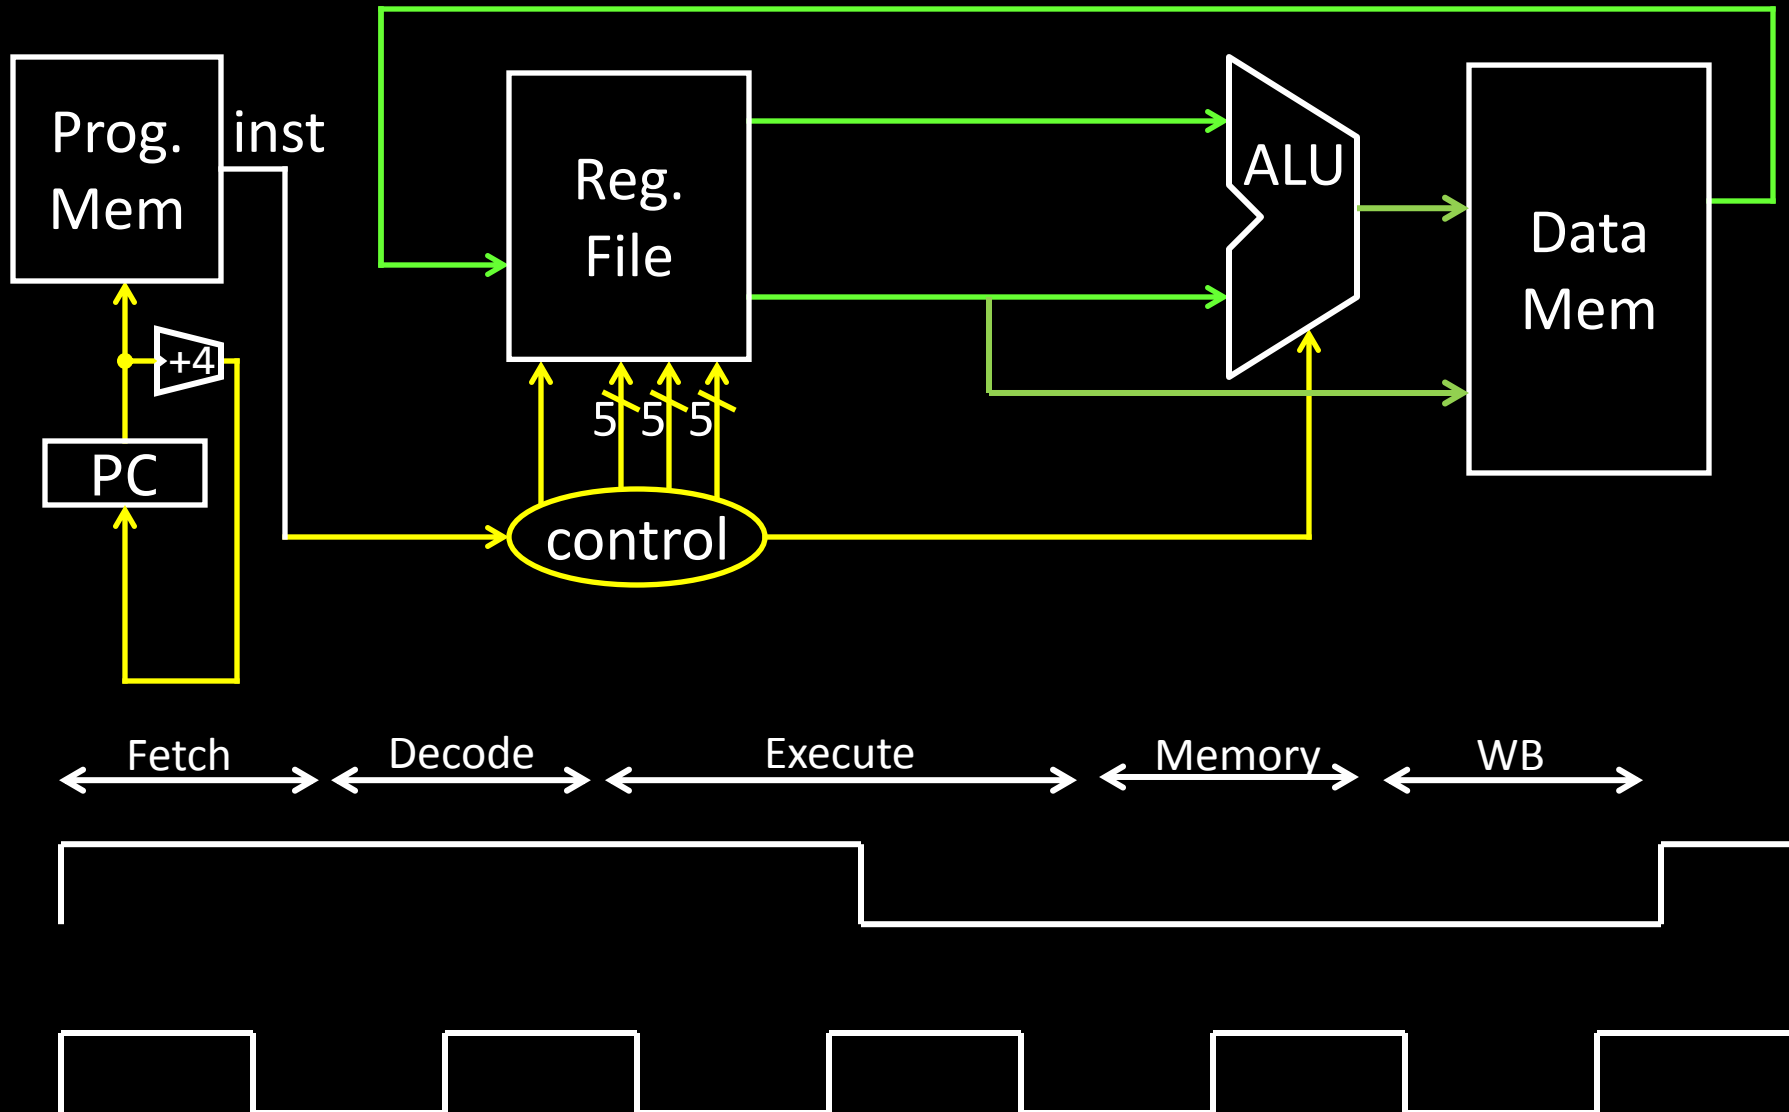 Prog.
Mem
inst
Reg.
File
ALU
Data
Mem
+4
5 5 5
PC
control
Fetch Decode Execute Memory WB